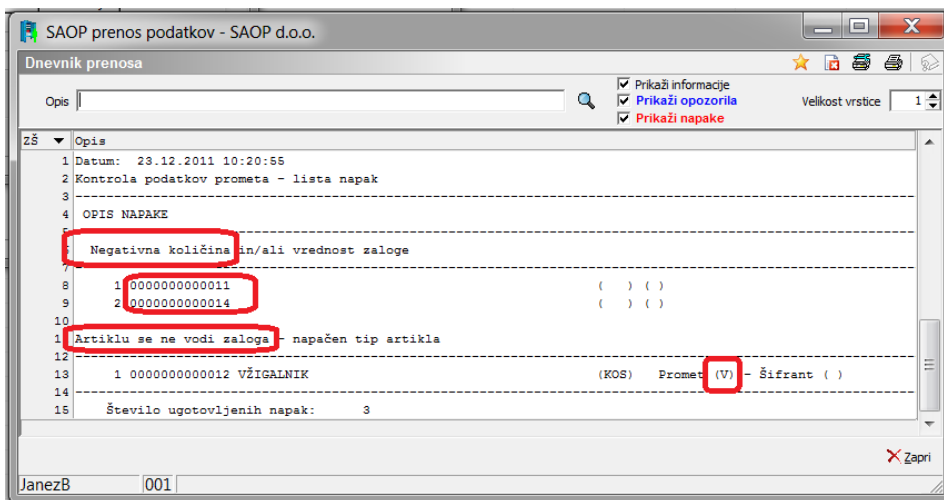 SAOP prenos podatkov - SAOP d.o.o.
Dnevnik prenosa
Opis
Prikaži informacije
Prikaži opozorila
Prikaži napake
Velikost vrstice 1
ZŠ Opis
1 Datum: 23.12.2011 10:20:55
2 Kontrola podatkov prometa - lista napak
3 ------------------------------------------------------------
4 OPIS NAPAKE
5 ------------------------------------------------------------
Negativna količina in/ali vrednost zaloge
7 ------------------------------------------------------------
8 1 0000000000011 ( ) ( )
9 2 0000000000014 ( ) ( )
10
1 Artiklu se ne vodi zaloga - napačen tip artikla
12 ------------------------------------------------------------
13 1 0000000000012 VŽIGALNIK (KOS) Promet (V) - Šifrant ( )
14 ------------------------------------------------------------
15 Število ugotovljenih napak: 3
Zapri
JanezB 001